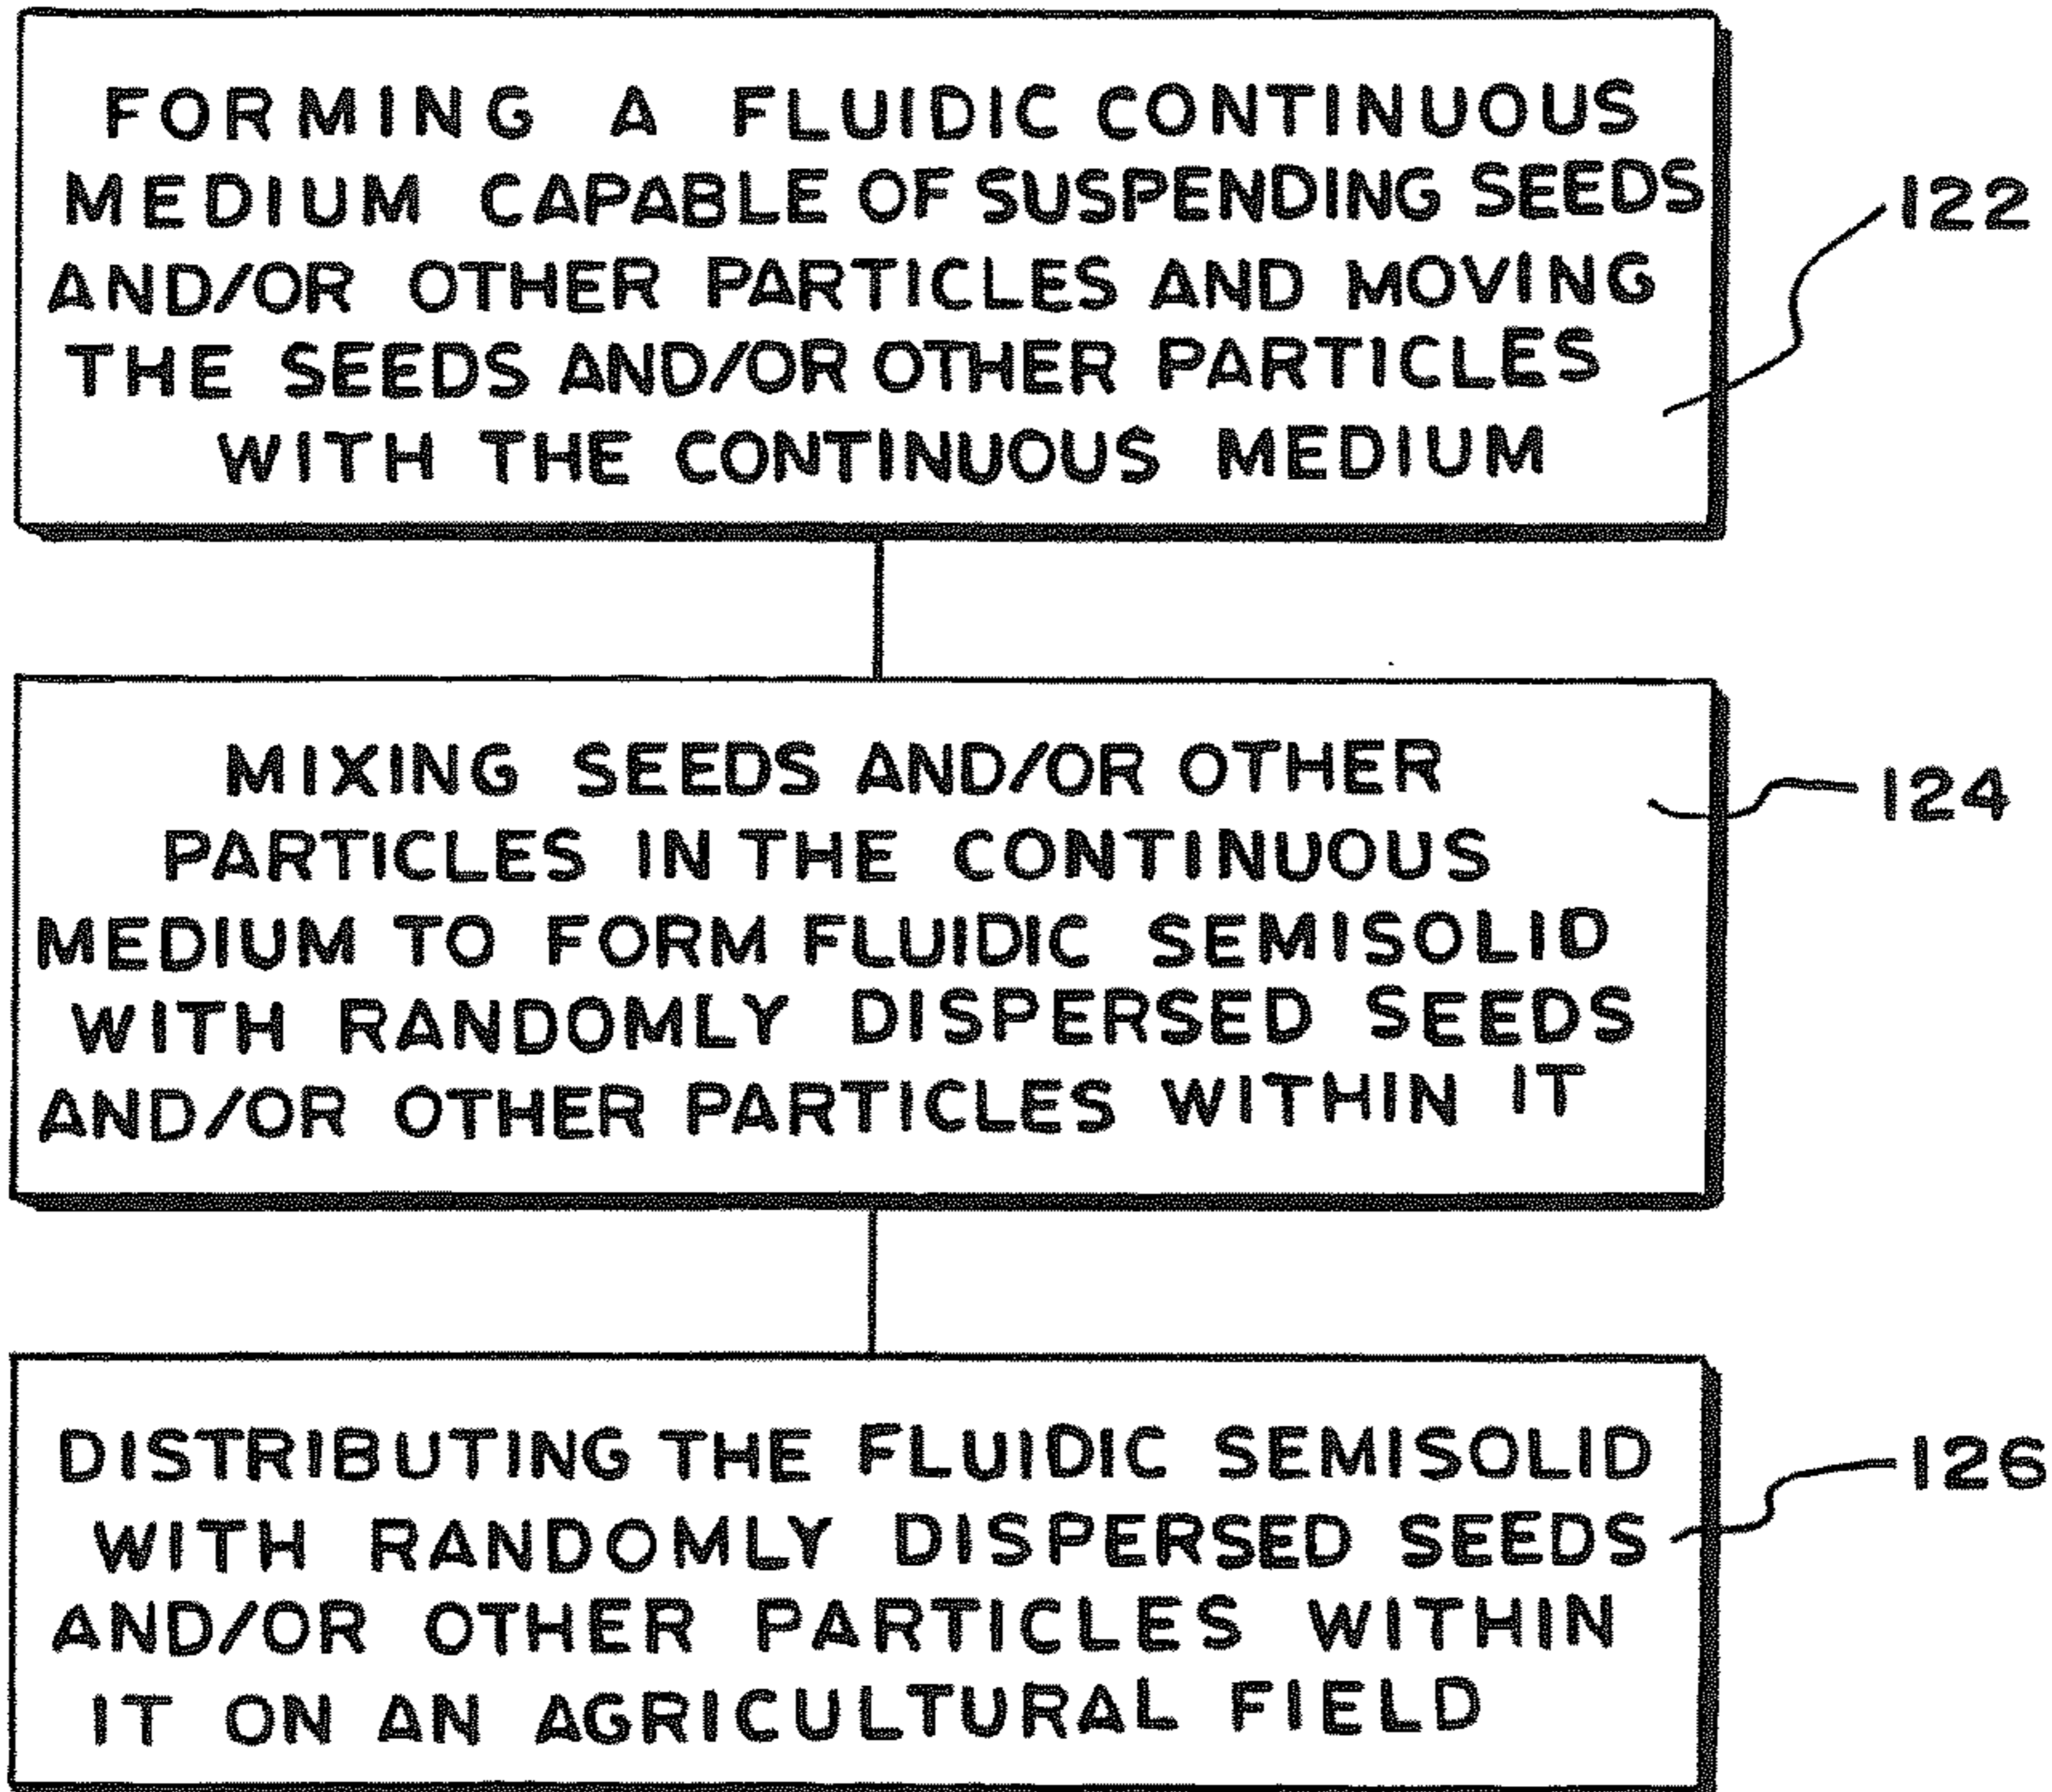 FORMING A FLUIDIC CONTINUOUS
MEDIUM CAPABLE OF SUSPENDING SEEDS
AND/OR OTHER PARTICLES AND MOVING
THE SEEDS AND/OR OTHER PARTICLES
WITH THE CONTINUOUS MEDIUM
122
MIXING SEEDS AND/OR OTHER
PARTICLES IN THE CONTINUOUS
MEDIUM TO FORM FLUIDIC SEMISOLID
WITH RANDOMLY DISPERSED SEEDS
AND/OR OTHER PARTICLES WITHIN IT
124
DISTRIBUTING THE FLUIDIC SEMISOLID
WITH RANDOMLY DISPERSED SEEDS
AND/OR OTHER PARTICLES WITHIN
IT ON AN AGRICULTURAL FIELD
126